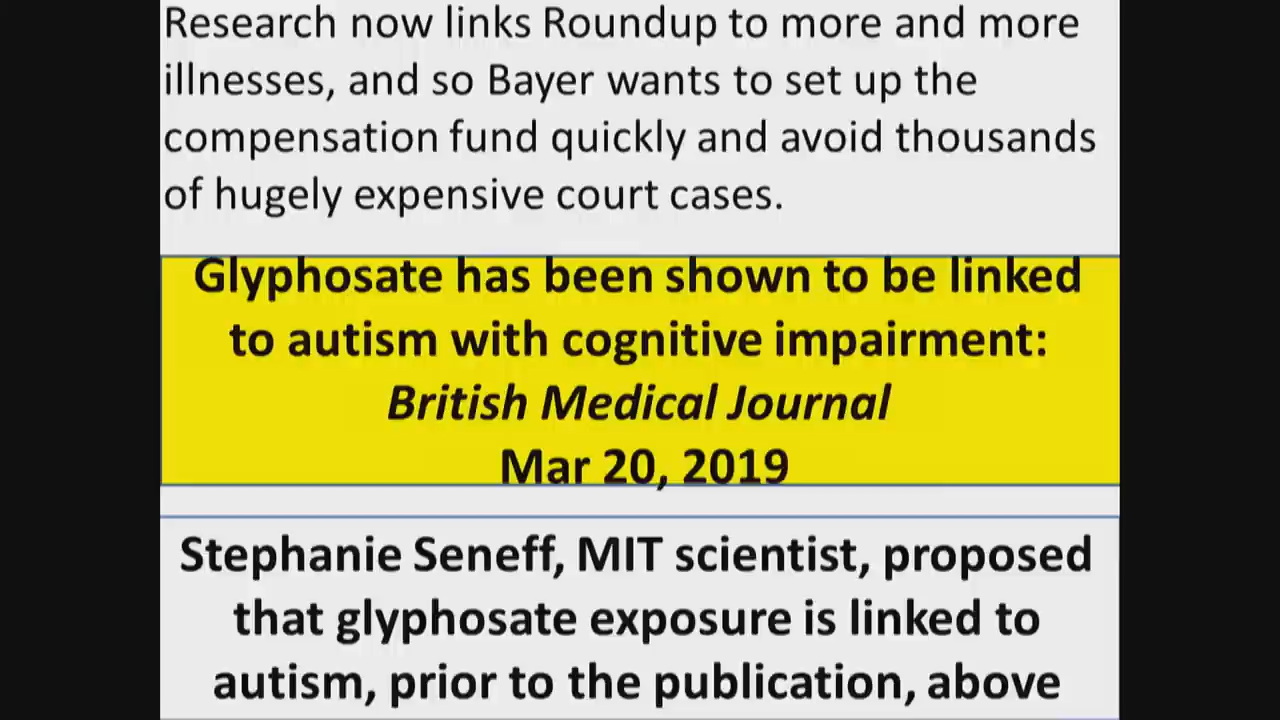 Research now links Roundup to more and more
illnesses, and so Bayer wants to set up the
compensation fund quickly and avoid thousands
of hugely expensive court cases.
Glyphosate has been shown to be linked
to autism with cognitive impairment:
British Medical Journal
Mar 20, 2019
Stephanie Seneff, MIT scientist, proposed
that glyphosate exposure is linked to
autism, prior to the publication, above